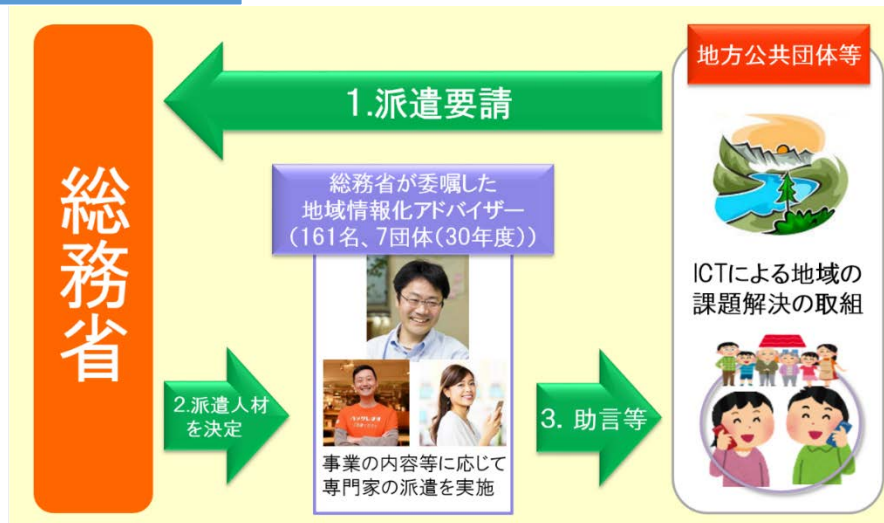 総務省
地方公共団体等
1.派遣要請
総務省が委嘱した
地域情報化アドバイザー
(161名、7団体(30年度))
ICTによる地域の
課題解決の取組
2.派遣人材
を決定
3. 助言等
事業の内容等に応じて
専門家の派遣を実施